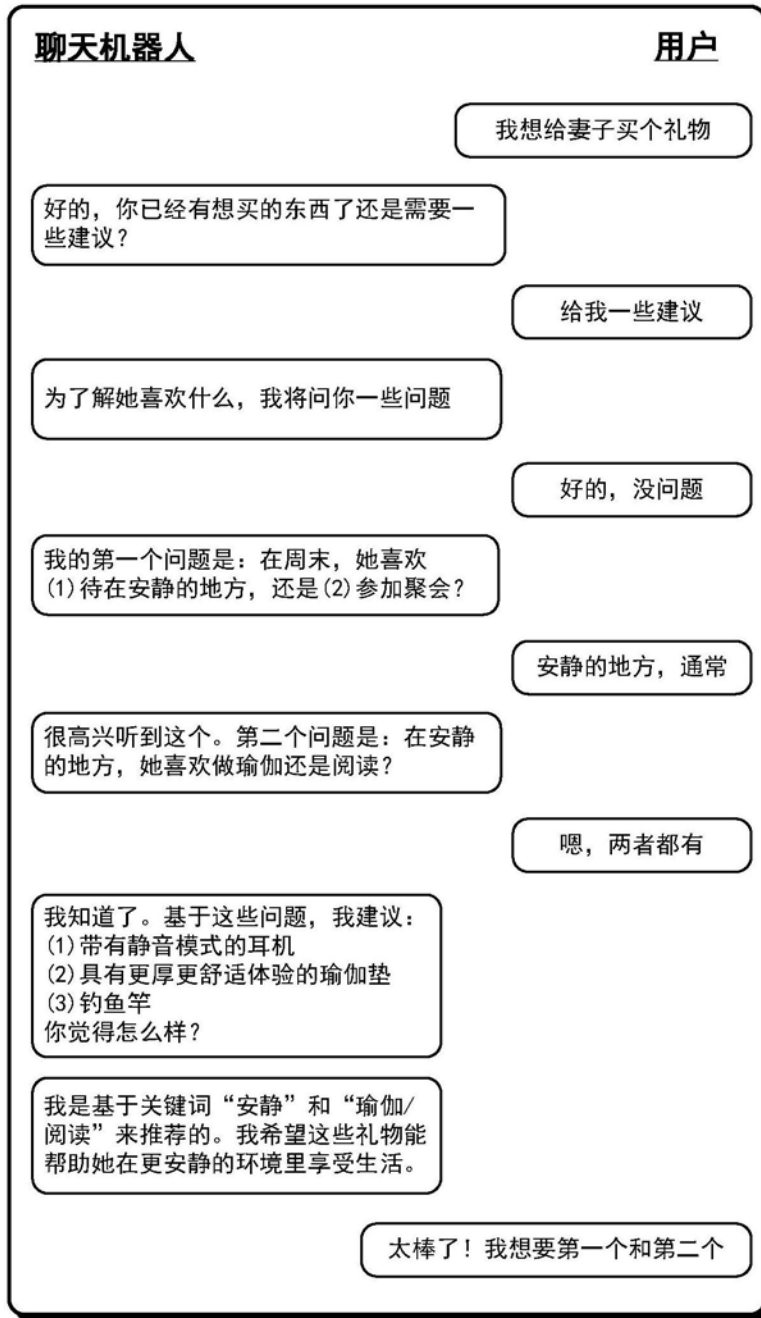 聊天机器人
用户
我想给妻子买个礼物
好的，你已经有想买的东西了还是需要一
些建议？
给我一些建议
为了解她喜欢什么，我将问你一些问题
好的，没问题
我的第一个问题是：在周末，她喜欢
(1)待在安静的地方，还是(2)参加聚会？
安静的地方，通常
很高兴听到这个。第二个问题是：在安静
的地方，她喜欢做瑜伽还是阅读？
嗯，两者都有
我知道了。基于这些问题，我建议：
(1)带有静音模式的耳机
(2)具有更厚更舒适体验的瑜伽垫
(3)钓鱼竿
你觉得怎么样？
我是基于关键词“安静”和“瑜伽/
阅读”来推荐的。我希望这些礼物能
帮助她在更安静的环境里享受生活。
太棒了！我想要第一个和第二个